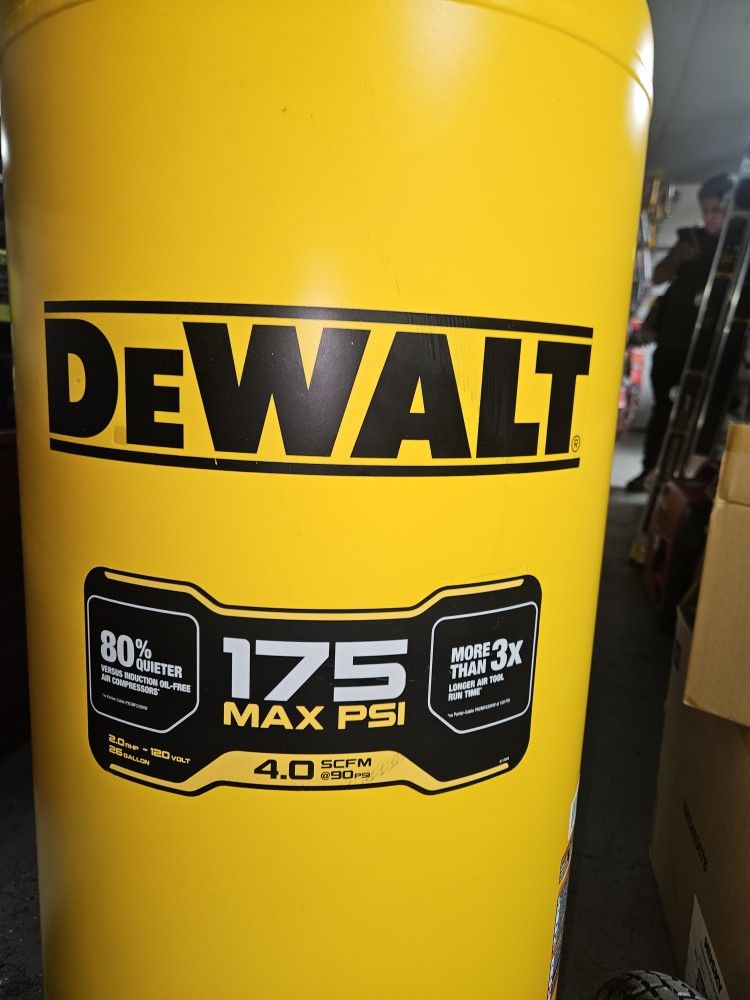 DEWALT®
80% QUIETER
VERSUS INDUCTION OIL-FREE
AIR COMPRESSORS*
175
MAX PSI
MORE THAN 3X
LONGER AIR TOOL
RUN TIME*
2.0 RHP - 120 VOLT
26 GALLON
4.0 SCFM
@90 PSI